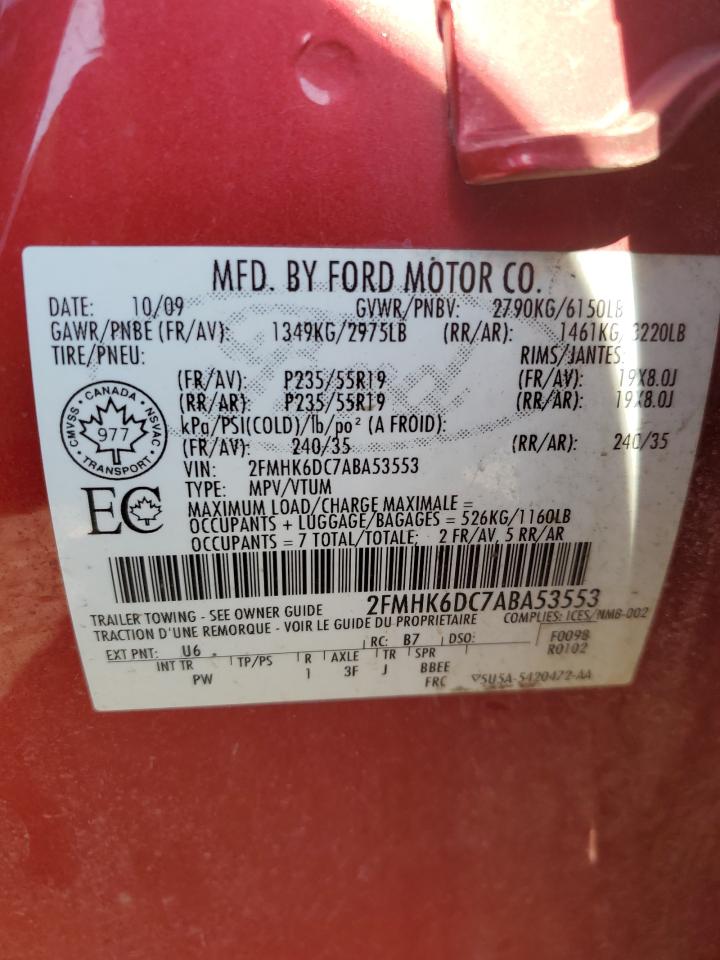 MFD. BY FORD MOTOR CO.
DATE: 10/09 GVWR/PNBV: 2790KG/6150LB
GAWR/PNBE (FR/AV): 1349KG/2975LB (RR/AR): 1461KG/3220LB
TIRE/PNEU: RIMS/JANTES:
(FR/AV): P235/55R19 (FR/AV): 19X8.0J
(RR/AR): P235/55R19 (RR/AR): 19X8.0J
kPa/PSI(COLD)/lb/po² (A FROID):
(FR/AV): 240/35 (RR/AR): 240/35
CANADA
CMVSS NSVAC
977
TRANSPORT
VIN: 2FMHK6DC7ABA53553
TYPE: MPV/VTUM
EC
MAXIMUM LOAD/CHARGE MAXIMALE =
OCCUPANTS + LUGGAGE/BAGAGES = 526KG/1160LB
OCCUPANTS = 7 TOTAL/TOTALE: 2 FR/AV, 5 RR/AR
2FMHK6DC7ABA53553
TRAILER TOWING - SEE OWNER GUIDE COMPLIES: ICES/NMB-002
TRACTION D'UNE REMORQUE - VOIR LE GUIDE DU PROPRIETAIRE
EXT PNT: U6 RC: B7 DSO: F0098
R0102
INT TR TP/PS R AXLE TR SPR
PW 1 3F J BBEE
FRC 5U5A-5420472-AA
Ford